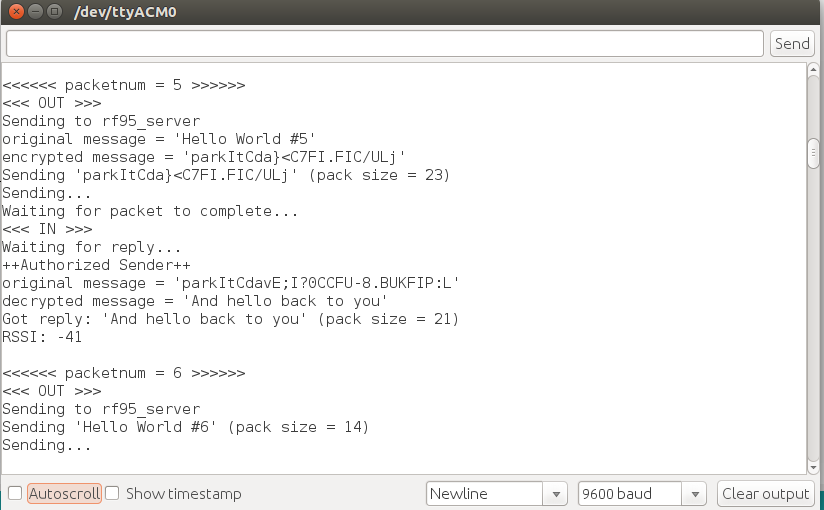 /dev/ttyACM0
Send
<<<<<< packetnum = 5 >>>>>>
<<< OUT >>>
Sending to rf95_server
original message = 'Hello World #5'
encrypted message = 'parkItCda}<C7FI.FIC/ULj'
Sending 'parkItCda}<C7FI.FIC/ULj' (pack size = 23)
Sending...
Waiting for packet to complete...
<<< IN >>>
Waiting for reply...
++Authorized Sender++
original message = 'parkItCdavE;I?0CCFU-8.BUKFIP:L'
decrypted message = 'And hello back to you'
Got reply: 'And hello back to you' (pack size = 21)
RSSI: -41
<<<<<< packetnum = 6 >>>>>>
<<< OUT >>>
Sending to rf95_server
Sending 'Hello World #6' (pack size = 14)
Sending...
Autoscroll Show timestamp Newline 9600 baud Clear output